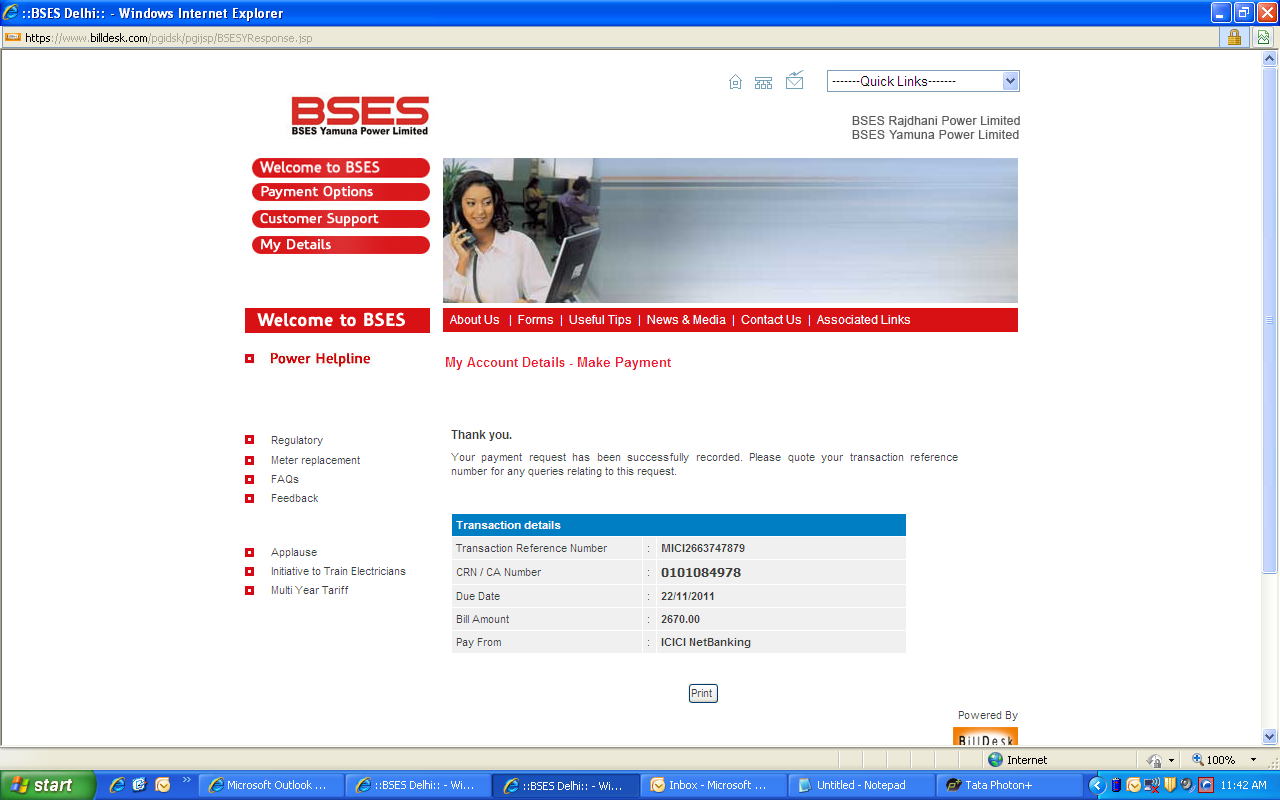 ::BSES Delhi:: - Windows Internet Explorer
https://www.billdesk.com/pgidsk/pgijsp/BSESYResponse.jsp
-------Quick Links-------
BSES
BSES Yamuna Power Limited
BSES Rajdhani Power Limited
BSES Yamuna Power Limited
Welcome to BSES
Payment Options
Customer Support
My Details
Welcome to BSES
About Us | Forms | Useful Tips | News & Media | Contact Us | Associated Links
Power Helpline
My Account Details - Make Payment
Regulatory
Meter replacement
FAQs
Feedback
Applause
Initiative to Train Electricians
Multi Year Tariff
Thank you.
Your payment request has been successfully recorded. Please quote your transaction reference
number for any queries relating to this request.
Transaction details
Transaction Reference Number : MICI2663747879
CRN / CA Number : 0101084978
Due Date : 22/11/2011
Bill Amount : 2670.00
Pay From : ICICI NetBanking
Print
Powered By
BillDesk
Internet 100%
start Microsoft Outlook ... ::BSES Delhi:: - Wi... ::BSES Delhi:: - Wi... Inbox - Microsoft ... Untitled - Notepad Tata Photon+ 11:42 AM